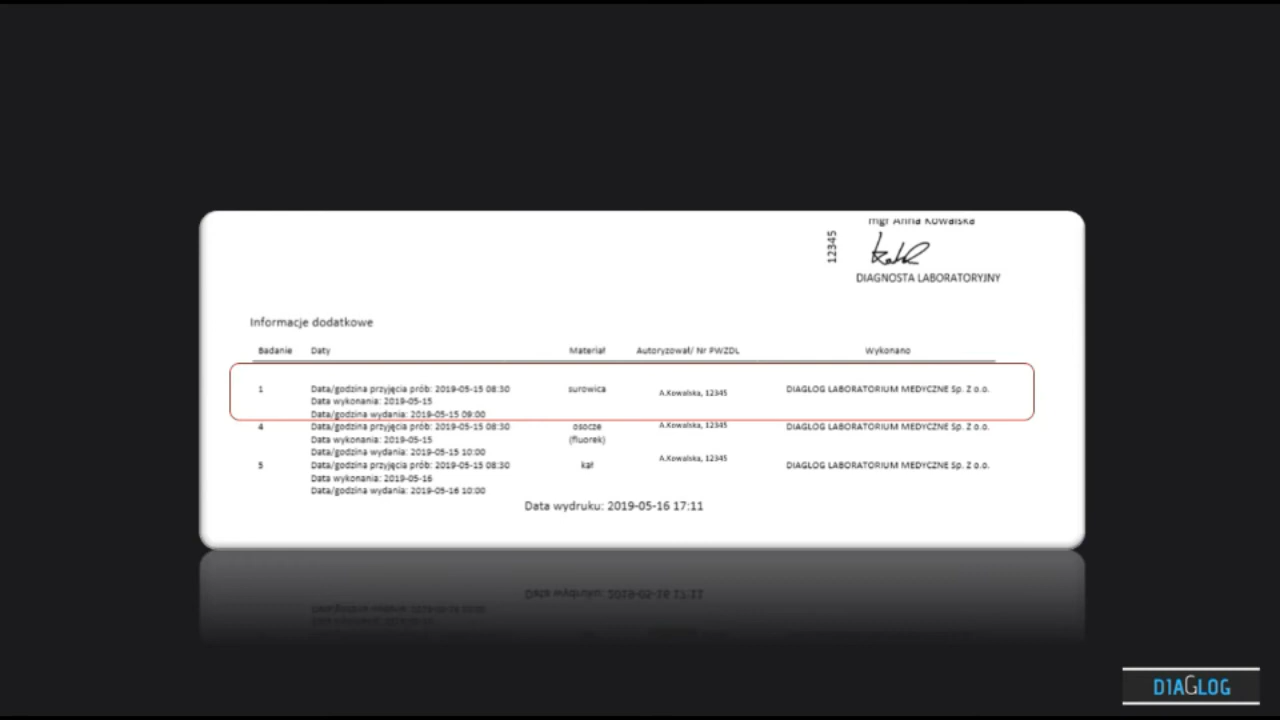 mgr Anna Kowalska
12345
DIAGNOSTA LABORATORYJNY
Informacje dodatkowe
Badanie Daty Materiał Autoryzował/ Nr PWZDL Wykonano
1 Data/godzina przyjęcia prób: 2019-05-15 08:30 surowica A.Kowalska, 12345 DIAGLOG LABORATORIUM MEDYCZNE Sp. Z o.o.
Data wykonania: 2019-05-15
Data/godzina wydania: 2019-05-15 09:00
4 Data/godzina przyjęcia prób: 2019-05-15 08:30 osocze A.Kowalska, 12345 DIAGLOG LABORATORIUM MEDYCZNE Sp. Z o.o.
Data wykonania: 2019-05-15 (fluorek)
Data/godzina wydania: 2019-05-15 10:00
5 Data/godzina przyjęcia prób: 2019-05-15 08:30 kał A.Kowalska, 12345 DIAGLOG LABORATORIUM MEDYCZNE Sp. Z o.o.
Data wykonania: 2019-05-16
Data/godzina wydania: 2019-05-16 10:00
Data wydruku: 2019-05-16 17:11
DIAGLOG